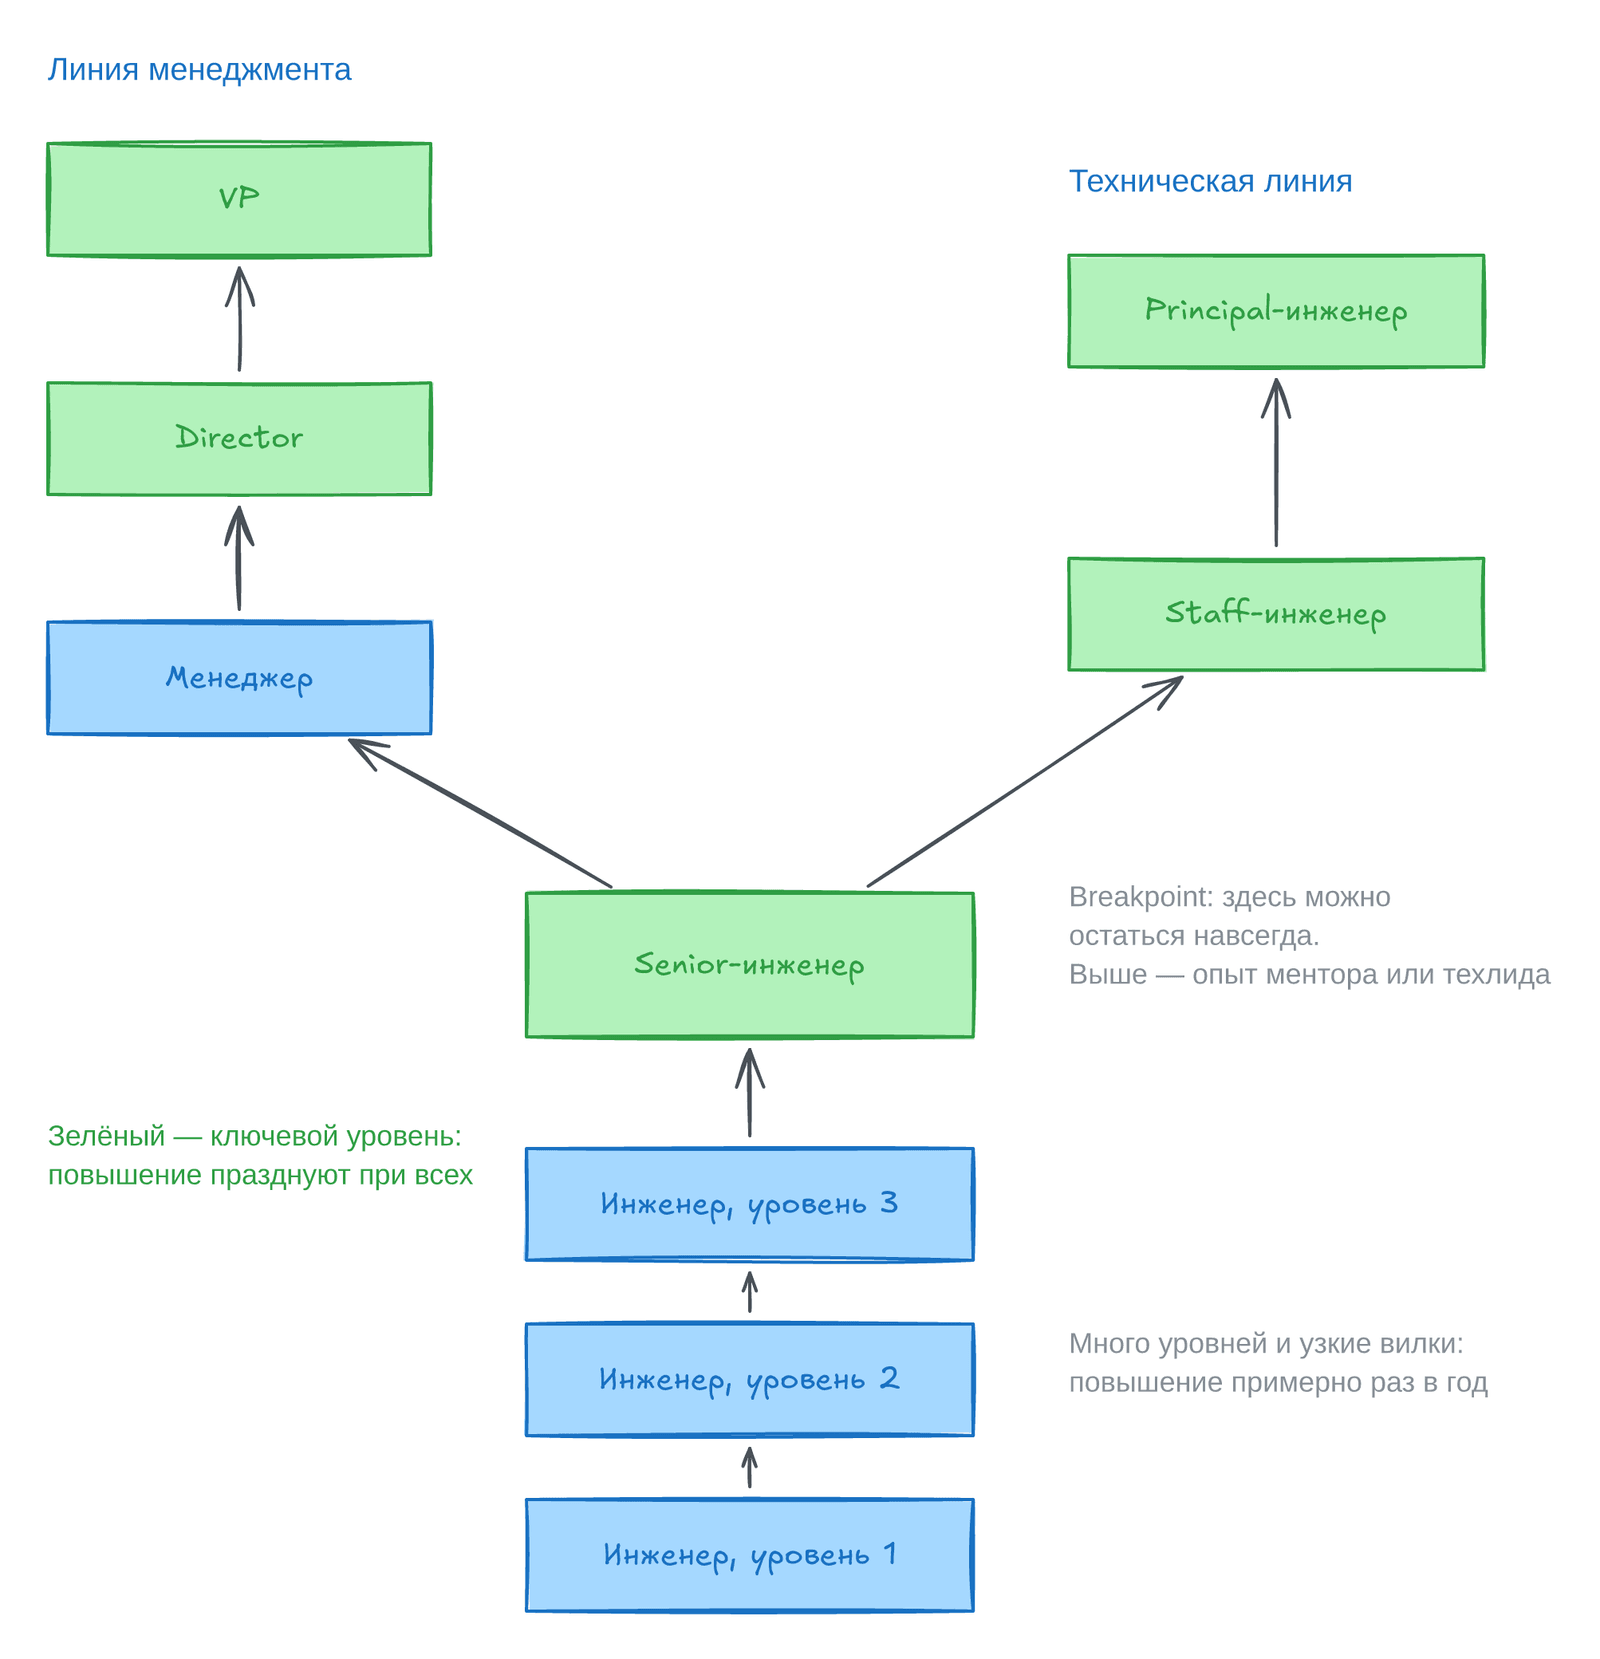 Линия менеджмента
VP
Техническая линия
Principal-инженер
Director
Staff-инженер
Менеджер
Breakpoint: здесь можно
остаться навсегда.
Выше — опыт ментора или техлида
Senior-инженер
Зелёный — ключевой уровень:
повышение празднуют при всех
Инженер, уровень 3
Много уровней и узкие вилки:
повышение примерно раз в год
Инженер, уровень 2
Инженер, уровень 1